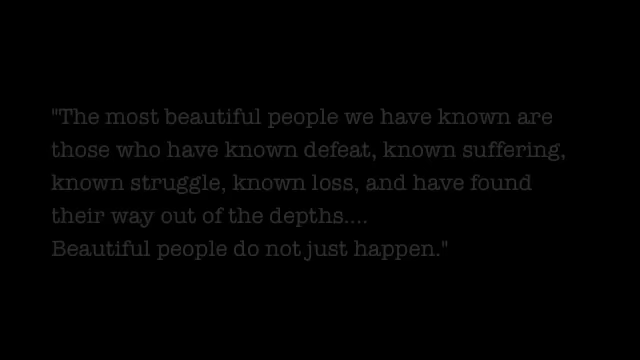 "The most beautiful people we have known are
those who have known defeat, known suffering,
known struggle, known loss, and have found
their way out of the depths....
Beautiful people do not just happen."